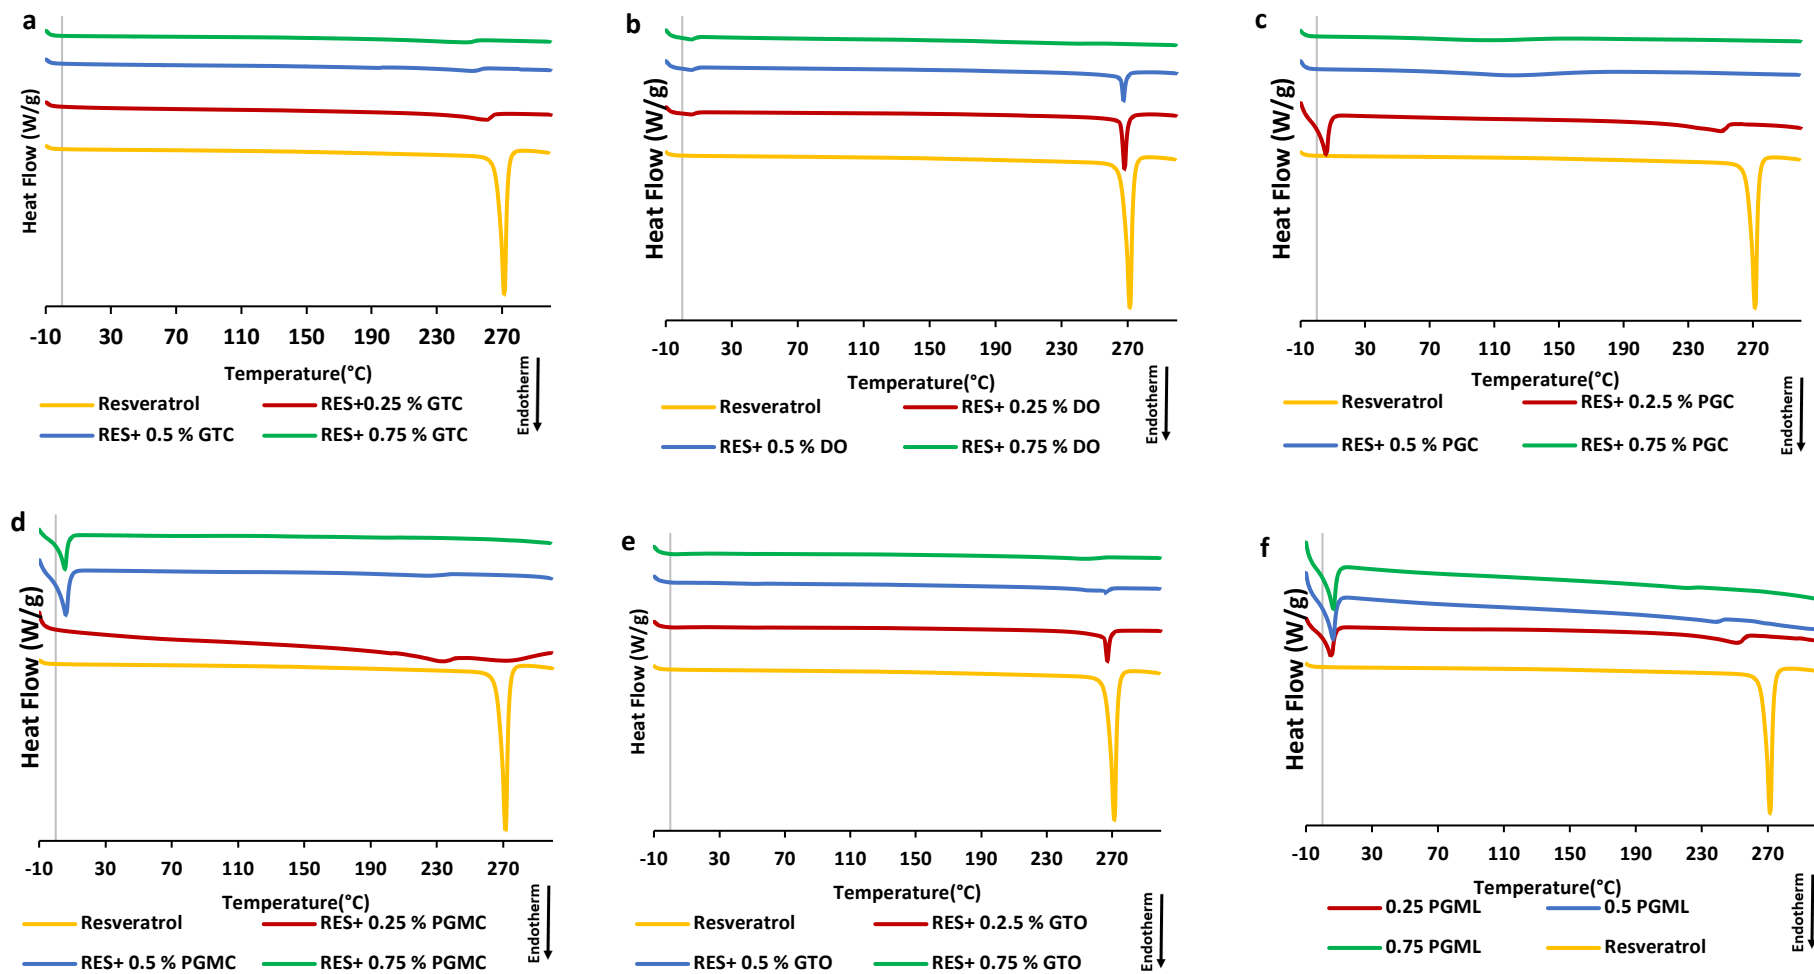 a
Heat Flow (W/g)
-10 30 70 110 150 190 230 270
Temperature(°C)
Endotherm
Resveratrol RES+0.25 % GTC
RES+ 0.5 % GTC RES+ 0.75 % GTC
b
Heat Flow (W/g)
-10 30 70 110 150 190 230 270
Temperature(°C)
Endotherm
Resveratrol RES+ 0.25 % DO
RES+ 0.5 % DO RES+ 0.75 % DO
c
Heat Flow (W/g)
-10 30 70 110 150 190 230 270
Temperature(°C)
Endotherm
Resveratrol RES+ 0.2.5 % PGC
RES+ 0.5 % PGC RES+ 0.75 % PGC
d
Heat Flow (W/g)
-10 30 70 110 150 190 230 270
Temperature(°C)
Endotherm
Resveratrol RES+ 0.25 % PGMC
RES+ 0.5 % PGMC RES+ 0.75 % PGMC
e
Heat Flow (W/g)
-10 30 70 110 150 190 230 270
Temperature(°C)
Endotherm
Resveratrol RES+ 0.2.5 % GTO
RES+ 0.5 % GTO RES+ 0.75 % GTO
f
Heat Flow (W/g)
-10 30 70 110 150 190 230 270
Temperature(°C)
Endotherm
0.25 PGML 0.5 PGML
0.75 PGML Resveratrol